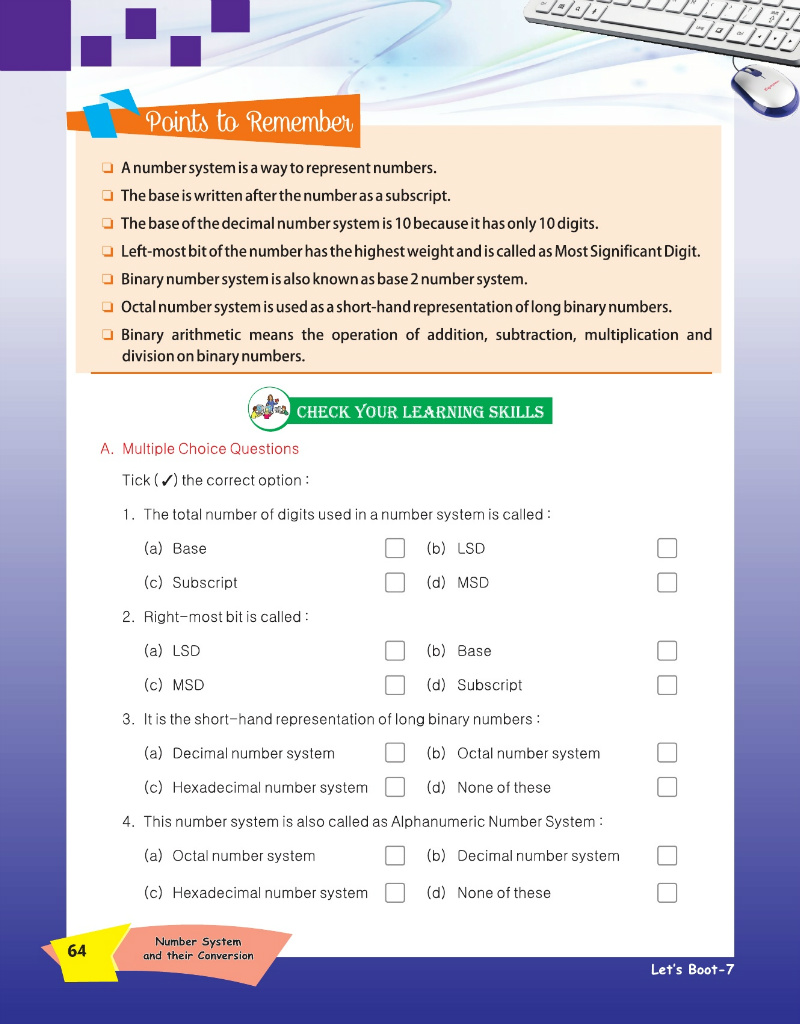 Points to Remember
❏ A number system is a way to represent numbers.
❏ The base is written after the number as a subscript.
❏ The base of the decimal number system is 10 because it has only 10 digits.
❏ Left-most bit of the number has the highest weight and is called as Most Significant Digit.
❏ Binary number system is also known as base 2 number system.
❏ Octal number system is used as a short-hand representation of long binary numbers.
❏ Binary arithmetic means the operation of addition, subtraction, multiplication and
division on binary numbers.
CHECK YOUR LEARNING SKILLS
A. Multiple Choice Questions
Tick (✓) the correct option :
1. The total number of digits used in a number system is called :
(a) Base (b) LSD
(c) Subscript (d) MSD
2. Right-most bit is called :
(a) LSD (b) Base
(c) MSD (d) Subscript
3. It is the short-hand representation of long binary numbers :
(a) Decimal number system (b) Octal number system
(c) Hexadecimal number system (d) None of these
4. This number system is also called as Alphanumeric Number System :
(a) Octal number system (b) Decimal number system
(c) Hexadecimal number system (d) None of these
64
Number System
and their Conversion
Let's Boot-7